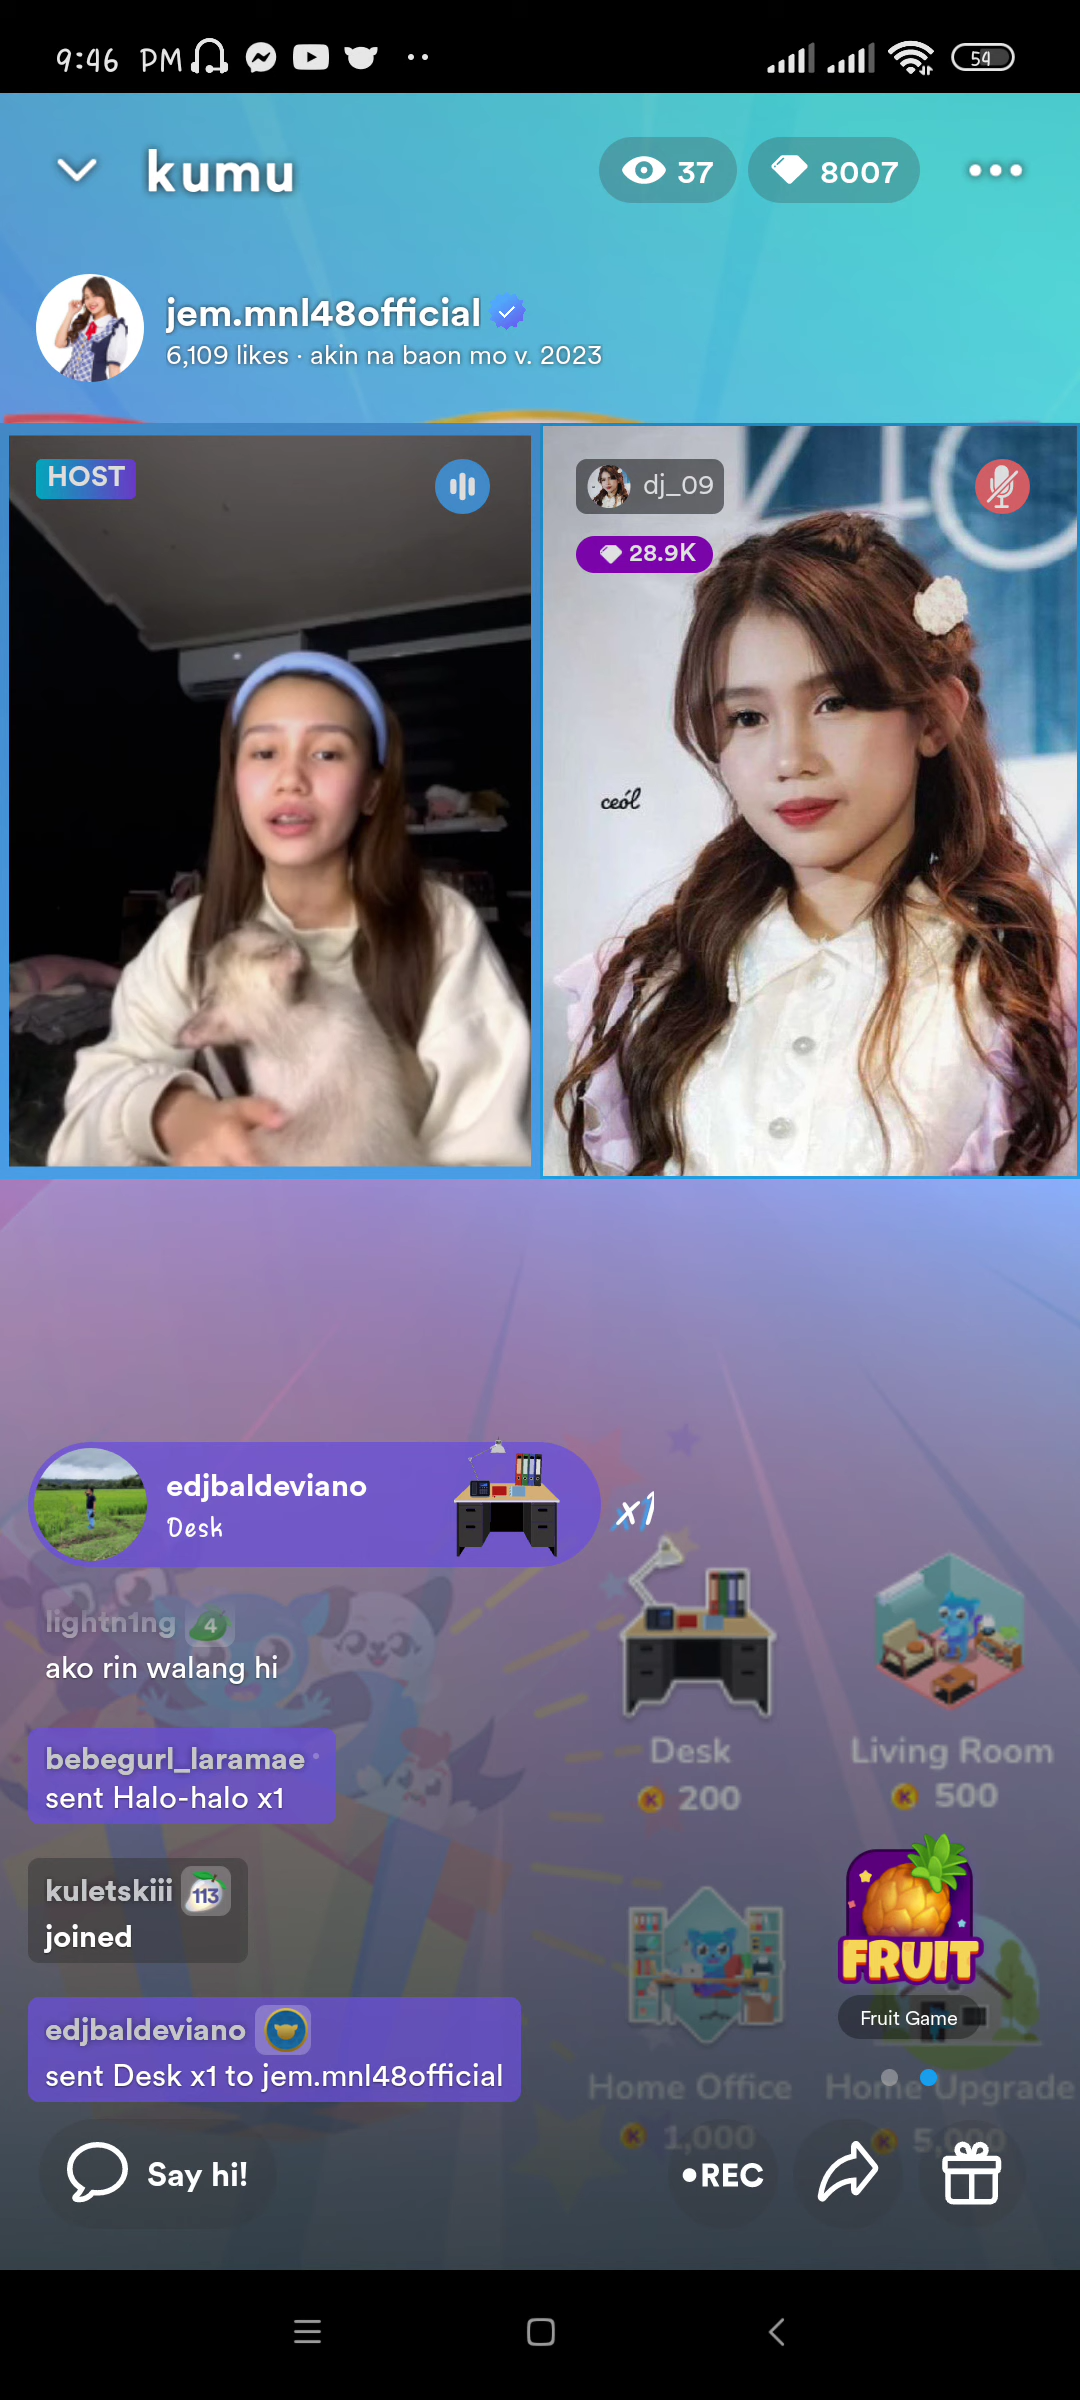 9:46 PM
54
kumu
37
8007
jem.mnl48official
6,109 likes · akin na baon mo v. 2023
HOST
dj_09
28.9K
ceól
edjbaldeviano
Desk
x1
lightn1ng 4
ako rin walang hi
bebegurl_laramae
sent Halo-halo x1
kuletskiii 113
joined
edjbaldeviano
sent Desk x1 to jem.mnl48official
Desk
200
Living Room
500
FRUIT
Fruit Game
Home Office
1,000
Home Upgrade
5,000
Say hi!
•REC